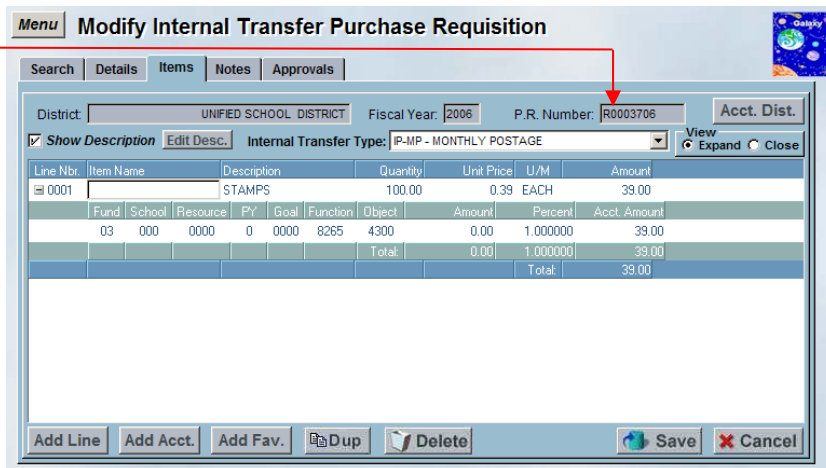 Menu Modify Internal Transfer Purchase Requisition
Galaxy
Search Details Items Notes Approvals
District: UNIFIED SCHOOL DISTRICT Fiscal Year: 2006 P.R. Number: R0003706 Acct. Dist.
Show Description Edit Desc. Internal Transfer Type: IP-MP - MONTHLY POSTAGE View Expand Close
Line Nbr. Item Name Description Quantity Unit Price U/M Amount
0001 STAMPS 100.00 0.39 EACH 39.00
Fund School Resource PY Goal Function Object Amount Percent Acct. Amount
03 000 0000 0 0000 8265 4300 0.00 1.000000 39.00
Total: 0.00 1.000000 39.00
Total: 39.00
Add Line Add Acct. Add Fav. Dup Delete Save Cancel